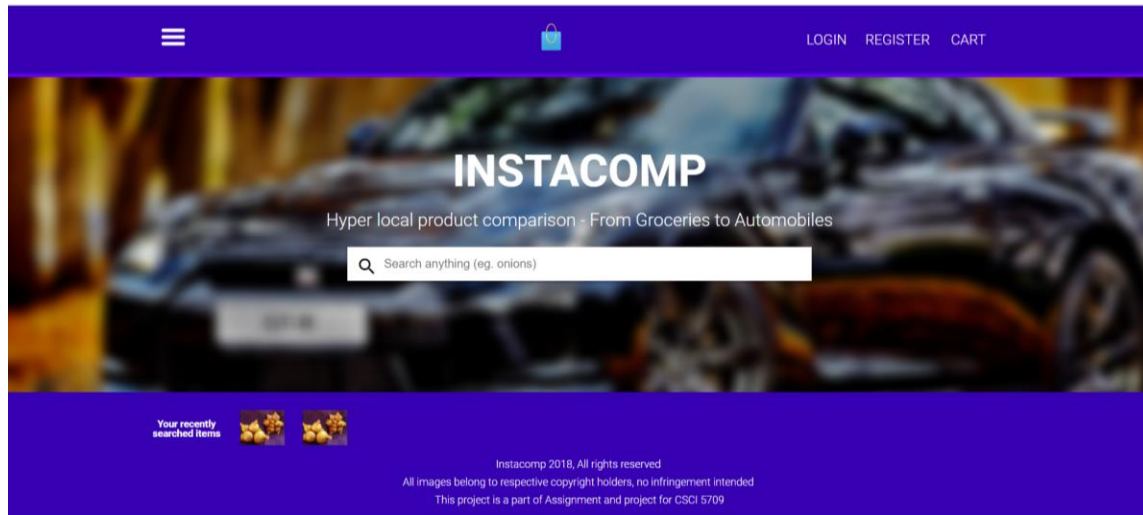 LOGIN REGISTER CART
INSTACOMP
Hyper local product comparison - From Groceries to Automobiles
Search anything (eg. onions)
Your recently
searched items
Instacomp 2018, All rights reserved
All images belong to respective copyright holders, no infringement intended
This project is a part of Assignment and project for CSCI 5709